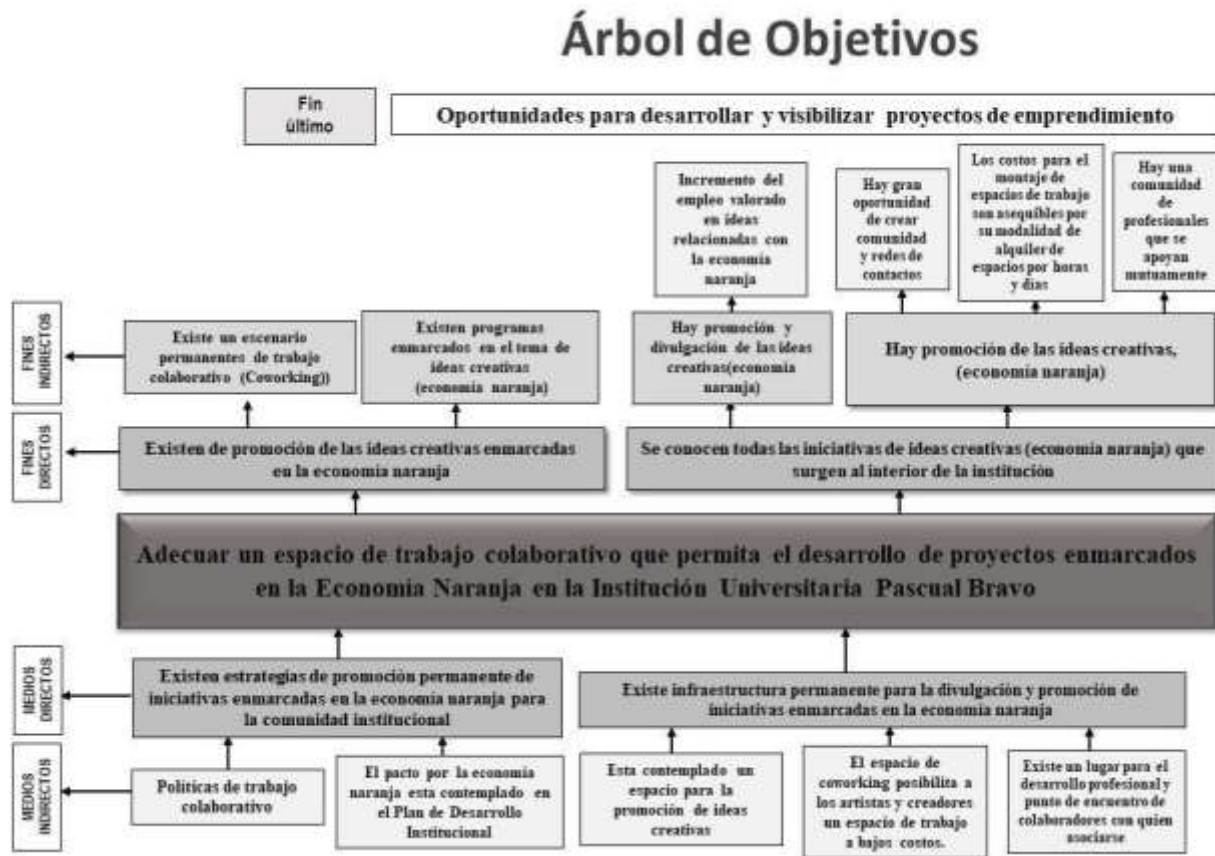 Árbol de Objetivos
Fin
último
Oportunidades para desarrollar y visibilizar proyectos de emprendimiento
Incremento del
empleo valorado
en ideas
relacionadas con
la economía
naranja
Hay gran
oportunidad
de crear
comunidad
y redes de
contactos
Los costos para el
montaje de
espacios de trabajo
son asequibles por
su modalidad de
alquiler de
espacios por horas
y días
Hay una
comunidad
de
profesionales
que se
apoyan
mutuamente
FINES
INDIRECTOS
Existe un escenario
permanentes de trabajo
colaborativo (Coworking))
Existen programas
enmarcados en el tema de
ideas creativas
(economía naranja)
Hay promoción y
divulgación de las ideas
creativas(economía
naranja)
Hay promoción de las ideas creativas,
(economía naranja)
FINES
DIRECTOS
Existen de promoción de las ideas creativas enmarcadas
en la economía naranja
Se conocen todas las iniciativas de ideas creativas (economía naranja) que
surgen al interior de la institución
Adecuar un espacio de trabajo colaborativo que permita el desarrollo de proyectos enmarcados
en la Economía Naranja en la Institución Universitaria Pascual Bravo
MEDIOS
DIRECTOS
Existen estrategias de promoción permanente de
iniciativas enmarcadas en la economía naranja para
la comunidad institucional
Existe infraestructura permanente para la divulgación y promoción de
iniciativas enmarcadas en la economía naranja
MEDIOS
INDIRECTOS
Políticas de trabajo
colaborativo
El pacto por la economía
naranja esta contemplado en
el Plan de Desarrollo
Institucional
Esta contemplado un
espacio para la
promoción de ideas
creativas
El espacio de
coworking posibilita a
los artistas y creadores
un espacio de trabajo
a bajos costos.
Existe un lugar para el
desarrollo profesional y
punto de encuentro de
colaboradores con quien
asociarse